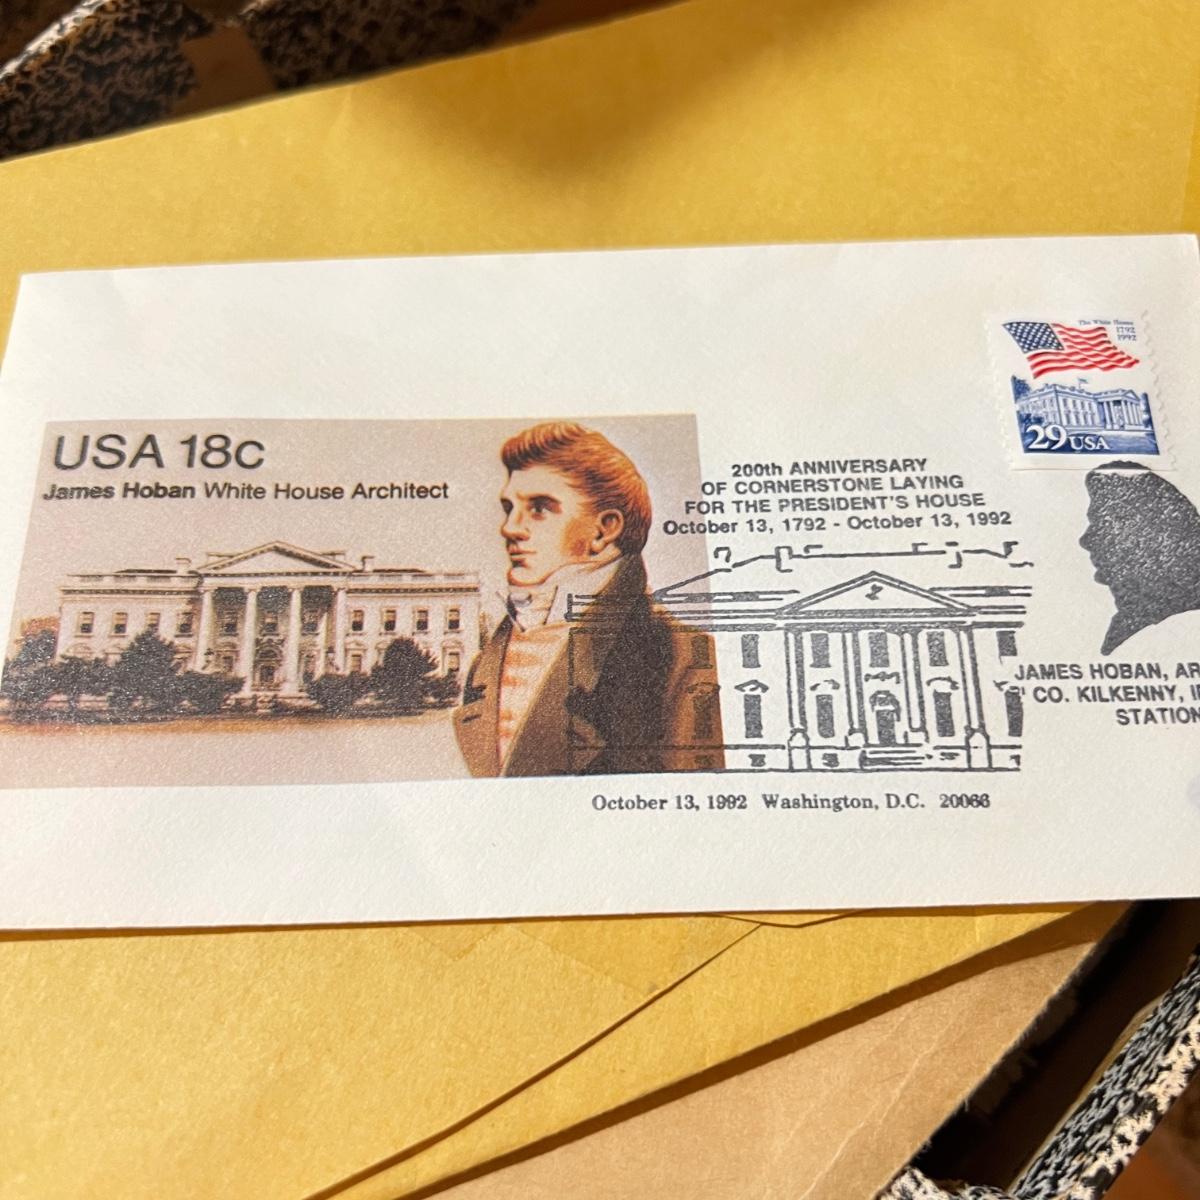 The White House
1792
1992
29 USA
USA 18c
James Hoban White House Architect
200th ANNIVERSARY
OF CORNERSTONE LAYING
FOR THE PRESIDENT'S HOUSE
October 13, 1792 - October 13, 1992
JAMES HOBAN, AR
CO. KILKENNY, I
STATION
October 13, 1992 Washington, D.C. 20066